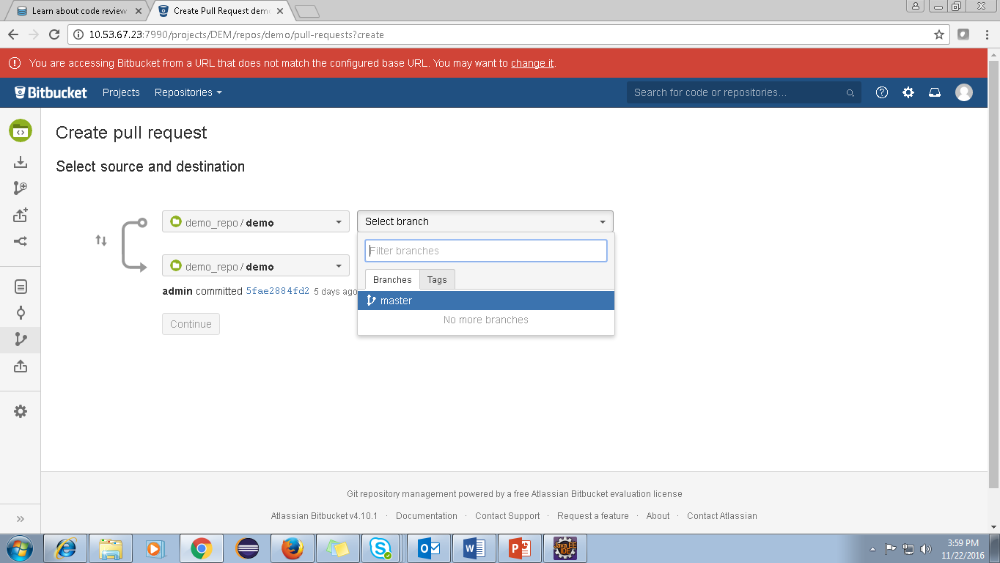 Learn about code review
Create Pull Request dem
10.53.67.23:7990/projects/DEM/repos/demo/pull-requests?create
You are accessing Bitbucket from a URL that does not match the configured base URL. You may want to change it.
Bitbucket Projects Repositories Search for code or repositories...
Create pull request
Select source and destination
demo_repo / demo Select branch
Filter branches
demo_repo / demo
Branches Tags
admin committed 5fae2884fd2 5 days ago
master
No more branches
Continue
Git repository management powered by a free Atlassian Bitbucket evaluation license
Atlassian Bitbucket v4.10.1 · Documentation · Contact Support · Request a feature · About · Contact Atlassian
Java EE
IDE
3:59 PM
11/22/2016